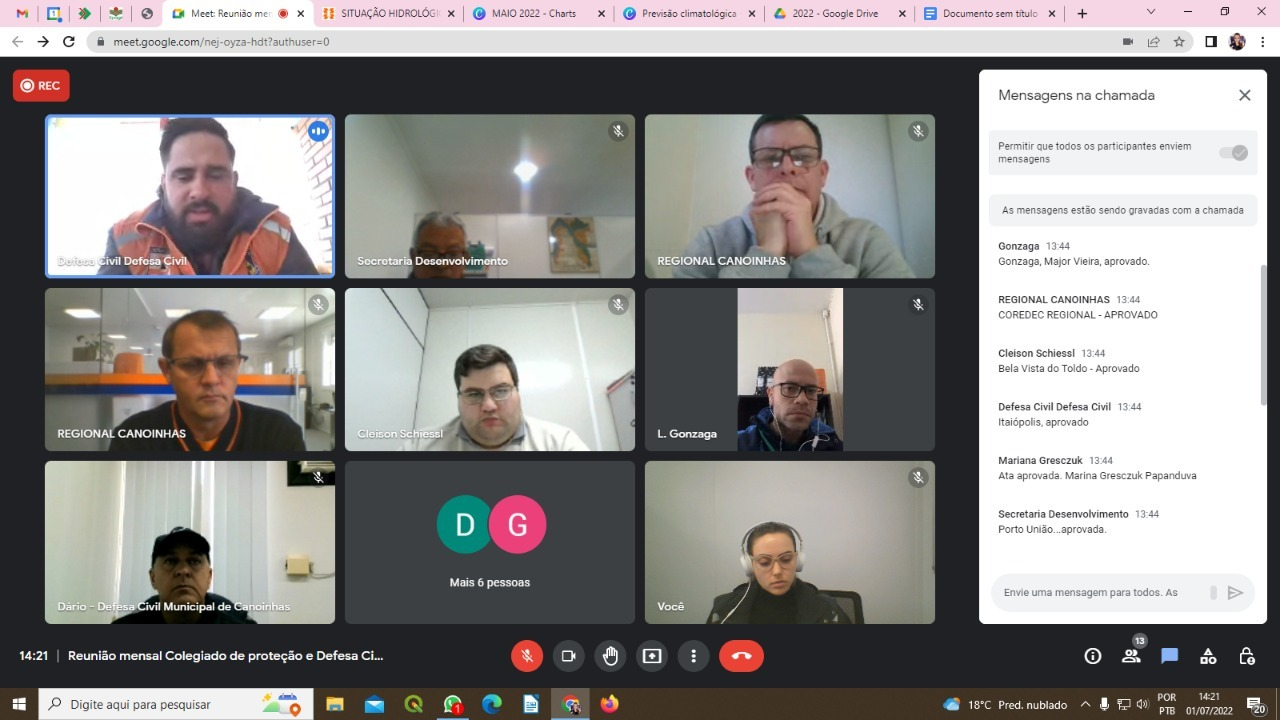 Meet: Reunião mer
SITUAÇÃO HIDROLÓGI
MAIO 2022 - Charts
Previsão climatológica
2022 - Google Drive
Documento sem título
meet.google.com/nej-oyza-hdt?authuser=0
REC
Mensagens na chamada
Permitir que todos os participantes enviem
mensagens
As mensagens estão sendo gravadas com a chamada
Gonzaga 13:44
Gonzaga, Major Vieira, aprovado.
REGIONAL CANOINHAS 13:44
COREDEC REGIONAL - APROVADO
Cleison Schiessl 13:44
Bela Vista do Toldo - Aprovado
Defesa Civil Defesa Civil 13:44
Itaiópolis, aprovado
Mariana Gresczuk 13:44
Ata aprovada. Marina Gresczuk Papanduva
Secretaria Desenvolvimento 13:44
Porto União...aprovada.
Envie uma mensagem para todos. As
Defesa Civil Defesa Civil
Secretaria Desenvolvimento
REGIONAL CANOINHAS
REGIONAL CANOINHAS
Cleison Schiessl
L. Gonzaga
Dário - Defesa Civil Municipal de Canoinhas
D G
Mais 6 pessoas
Você
14:21 | Reunião mensal Colegiado de proteção e Defesa Ci...
13
Digite aqui para pesquisar
1
18°C Pred. nublado
POR
PTB
14:21
01/07/2022
20